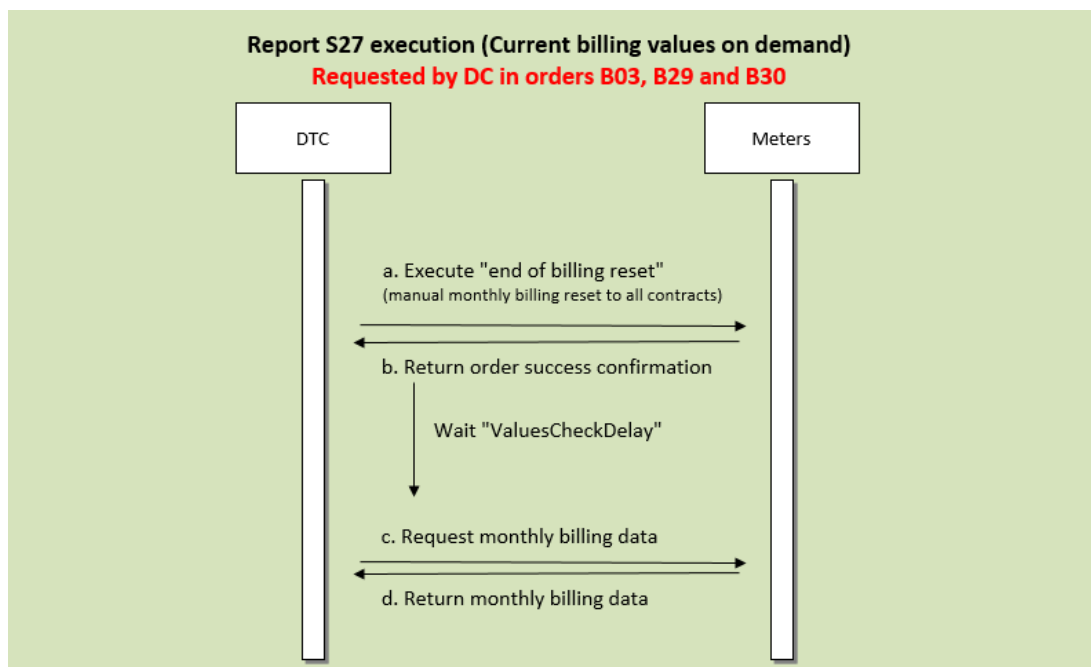 Report S27 execution (Current billing values on demand)
Requested by DC in orders B03, B29 and B30
DTC
Meters
a. Execute "end of billing reset"
(manual monthly billing reset to all contracts)
b. Return order success confirmation
Wait "ValuesCheckDelay"
c. Request monthly billing data
d. Return monthly billing data